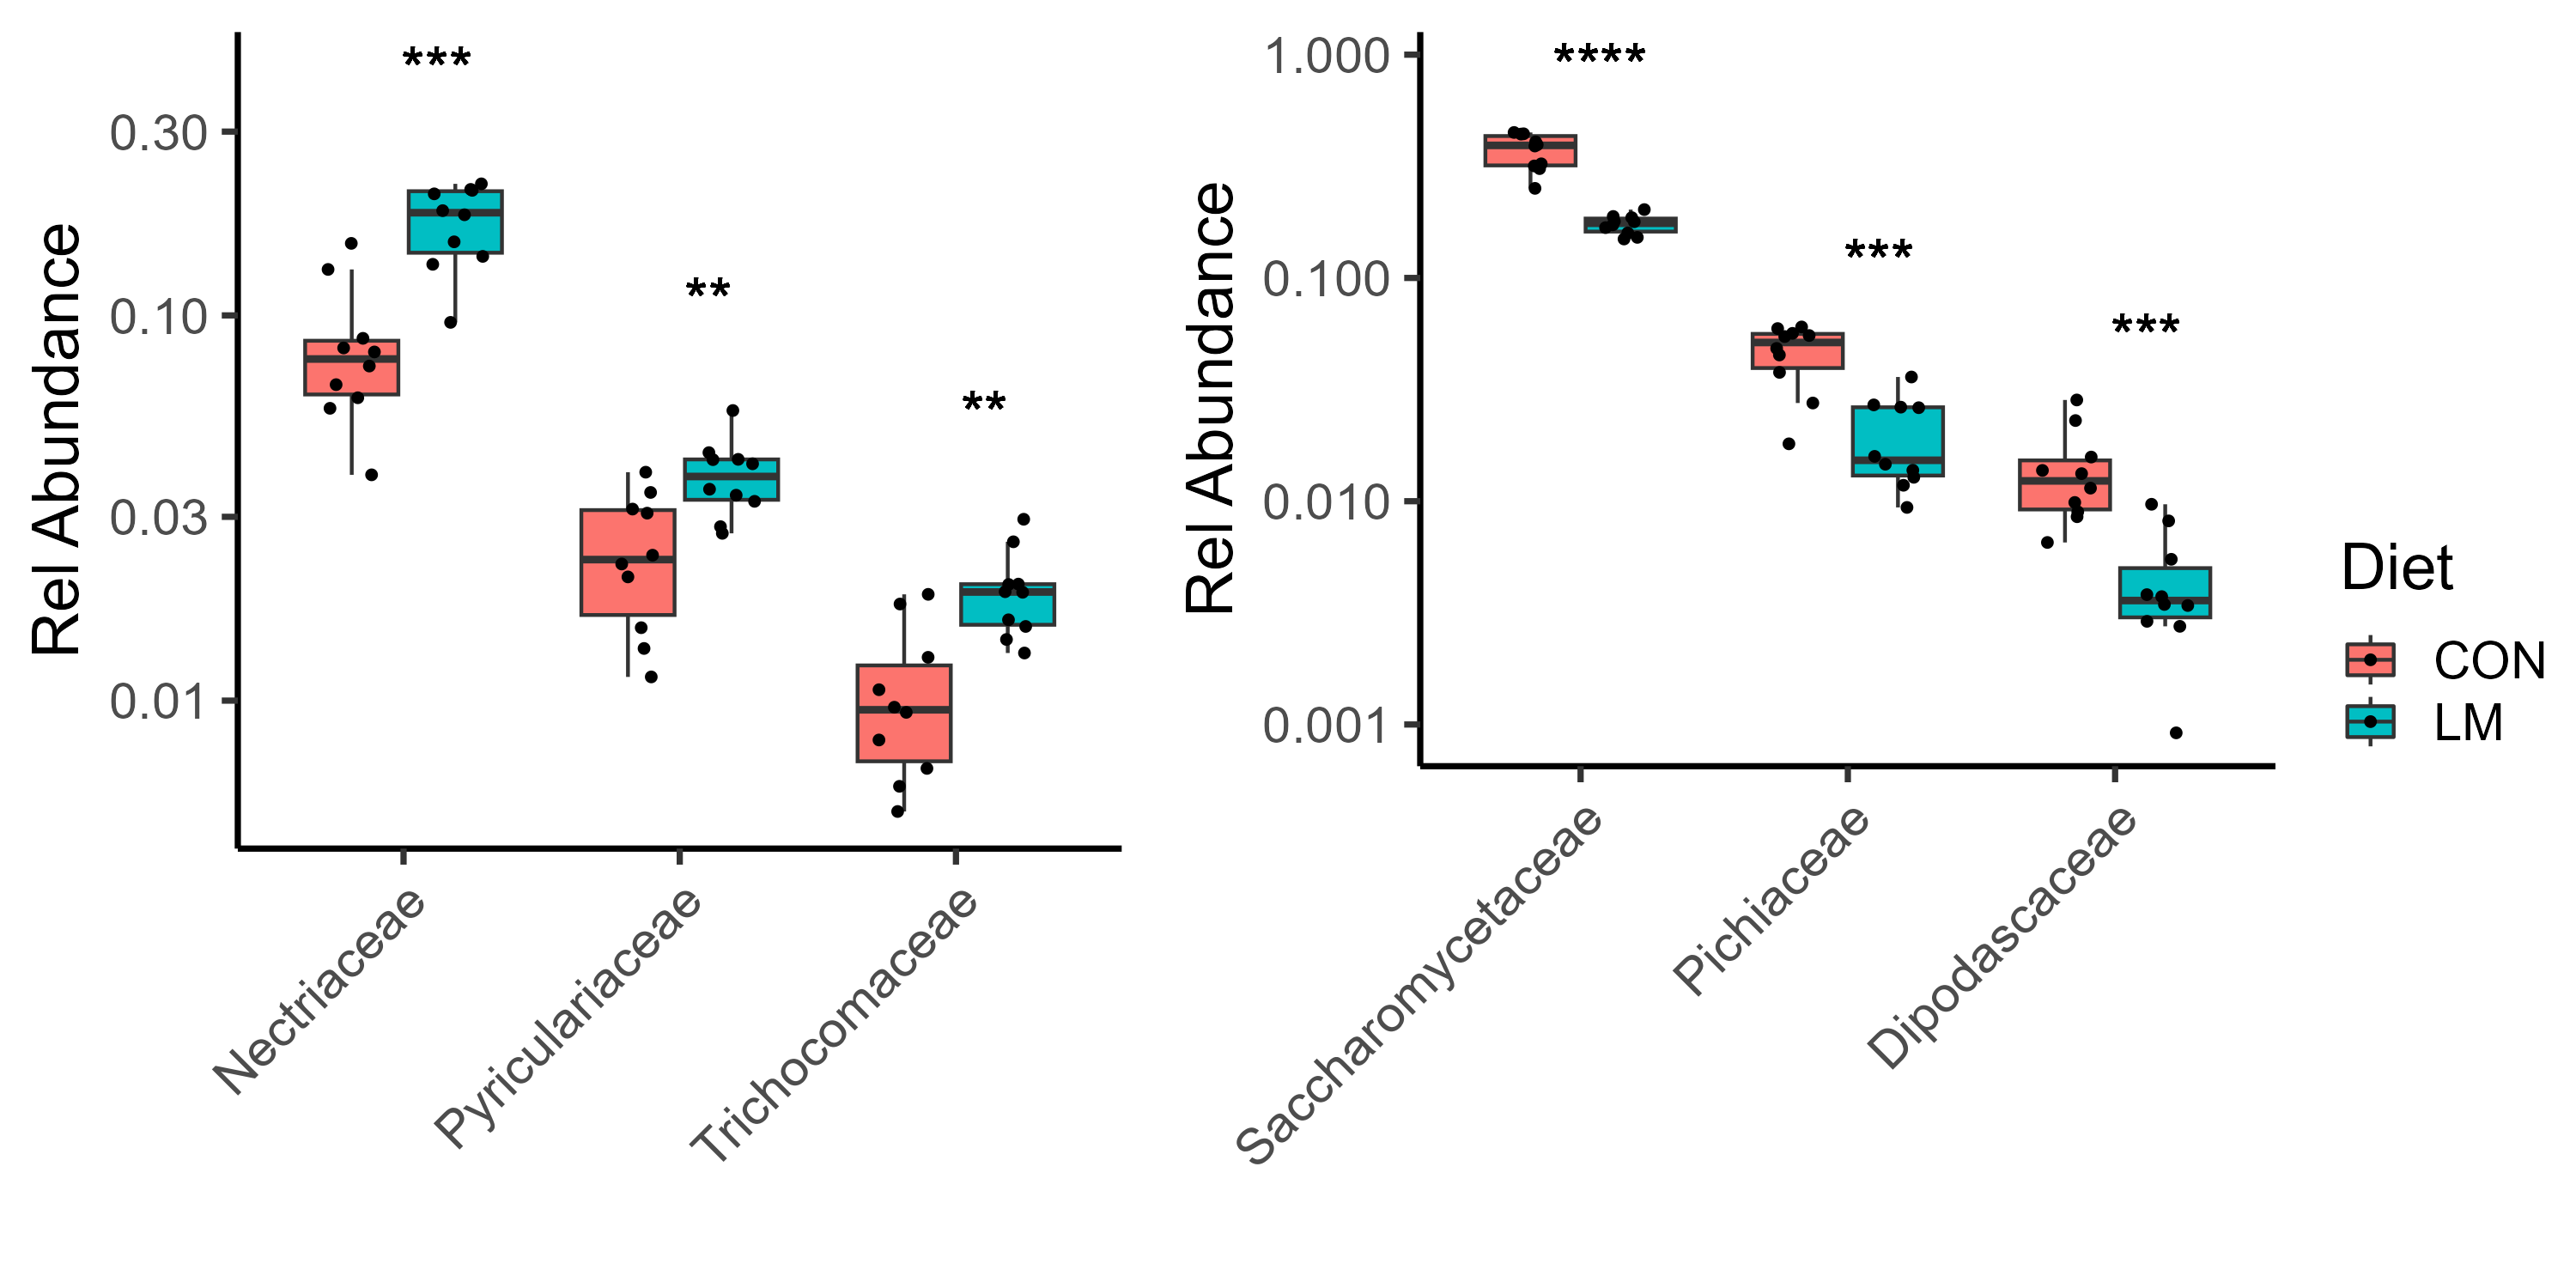 Rel Abundance
0.30
0.10
0.03
0.01
***
**
**
Nectriaceae
Pyriculariaceae
Trichocomaceae
Rel Abundance
1.000
0.100
0.010
0.001
****
***
***
Saccharomycetaceae
Pichiaceae
Dipodascaceae
Diet
CON
LM